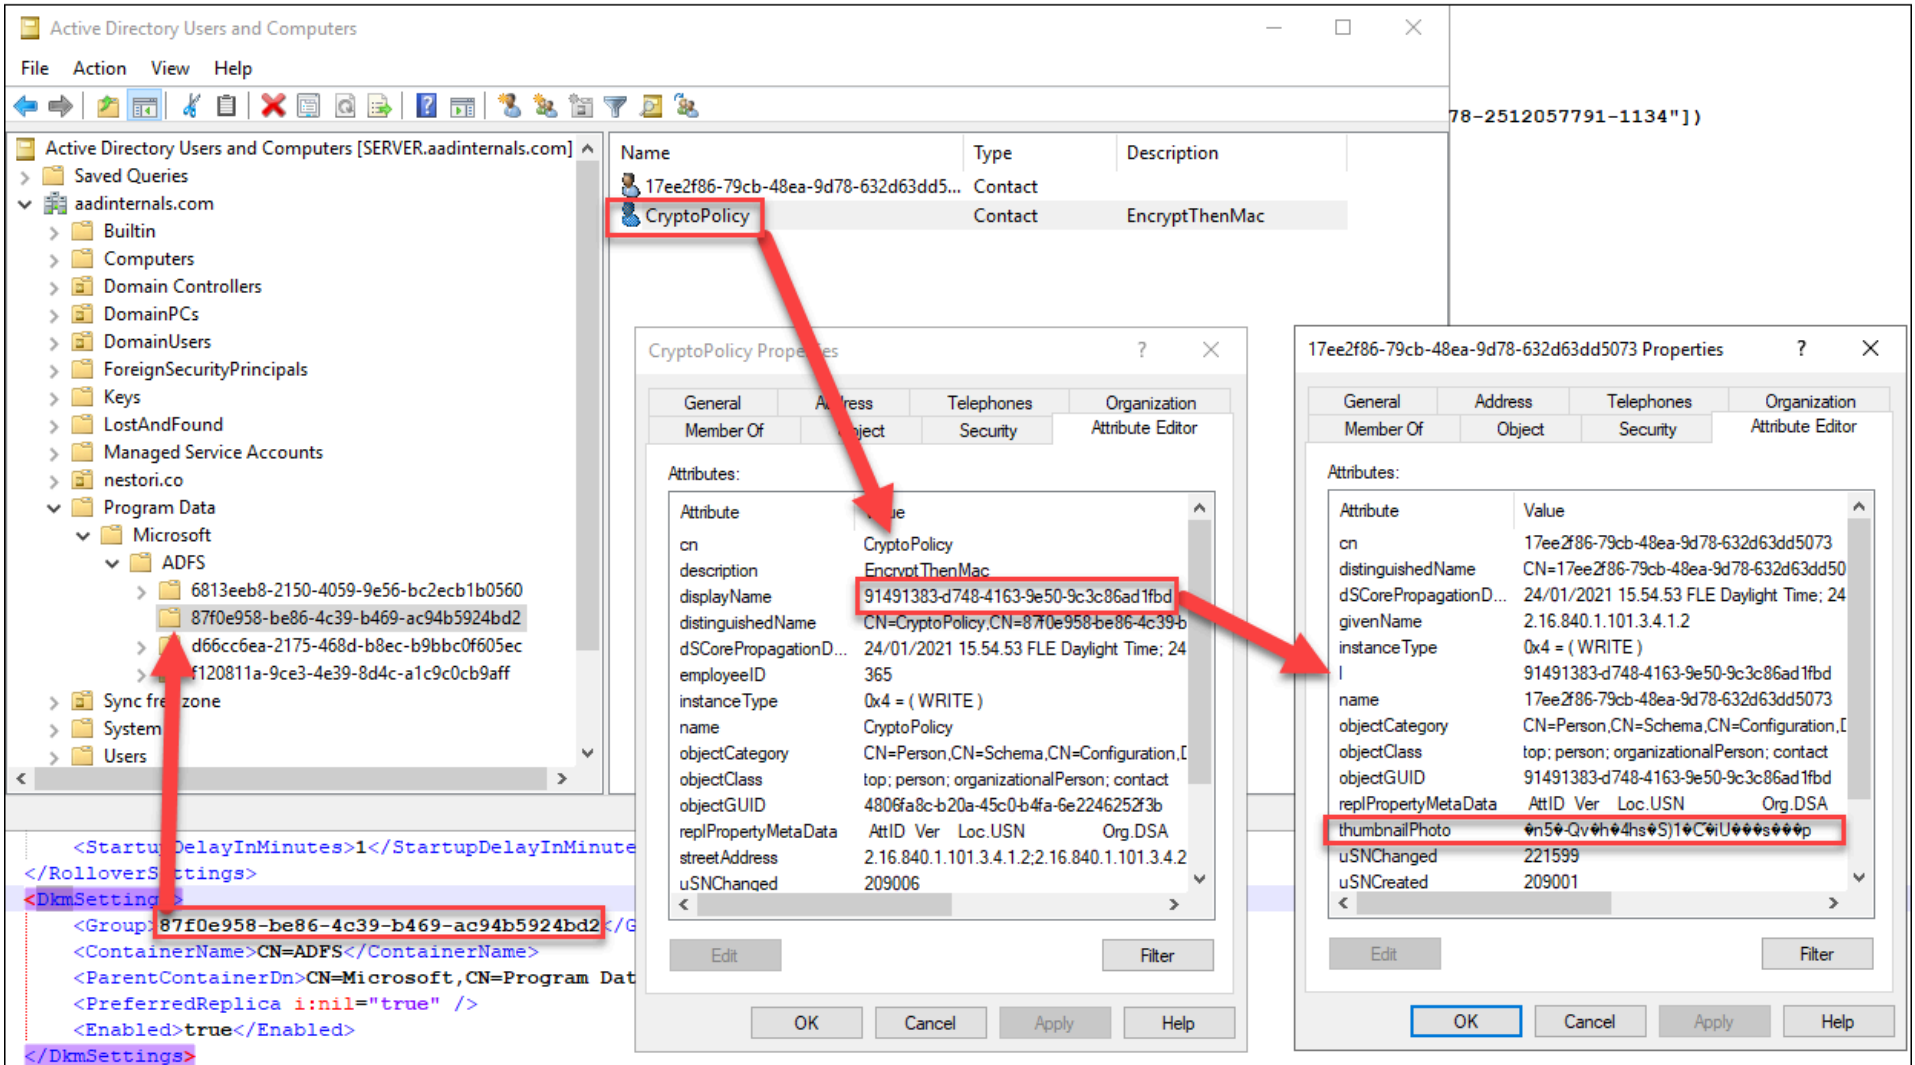 Active Directory Users and Computers
File Action View Help
78-2512057791-1134"])
Active Directory Users and Computers [SERVER.aadinternals.com]
Saved Queries
aadinternals.com
Builtin
Computers
Domain Controllers
DomainPCs
DomainUsers
ForeignSecurityPrincipals
Keys
LostAndFound
Managed Service Accounts
nestori.co
Program Data
Microsoft
ADFS
6813eeb8-2150-4059-9e56-bc2ecb1b0560
87f0e958-be86-4c39-b469-ac94b5924bd2
d66cc6ea-2175-468d-b8ec-b9bbc0f605ec
f120811a-9ce3-4e39-8d4c-a1c9c0cb9aff
Sync free zone
System
Users
Name Type Description
17ee2f86-79cb-48ea-9d78-632d63dd5... Contact
CryptoPolicy Contact EncryptThenMac
CryptoPolicy Properties
General Address Telephones Organization
Member Of Object Security Attribute Editor
Attributes:
Attribute Value
cn CryptoPolicy
description EncryptThenMac
displayName 91491383-d748-4163-9e50-9c3c86ad1fbd
distinguishedName CN=CryptoPolicy,CN=87f0e958-be86-4c39-b
dSCorePropagationD... 24/01/2021 15.54.53 FLE Daylight Time; 24
employeeID 365
instanceType 0x4 = ( WRITE )
name CryptoPolicy
objectCategory CN=Person,CN=Schema,CN=Configuration,D
objectClass top; person; organizationalPerson; contact
objectGUID 4806fa8c-b20a-45c0-b4fa-6e2246252f3b
replPropertyMetaData AttID Ver Loc.USN Org.DSA
streetAddress 2.16.840.1.101.3.4.1.2;2.16.840.1.101.3.4.2
uSNChanged 209006
Edit Filter
OK Cancel Apply Help
17ee2f86-79cb-48ea-9d78-632d63dd5073 Properties
General Address Telephones Organization
Member Of Object Security Attribute Editor
Attributes:
Attribute Value
cn 17ee2f86-79cb-48ea-9d78-632d63dd5073
distinguishedName CN=17ee2f86-79cb-48ea-9d78-632d63dd50
dSCorePropagationD... 24/01/2021 15.54.53 FLE Daylight Time; 24
givenName 2.16.840.1.101.3.4.1.2
instanceType 0x4 = ( WRITE )
l 91491383-d748-4163-9e50-9c3c86ad1fbd
name 17ee2f86-79cb-48ea-9d78-632d63dd5073
objectCategory CN=Person,CN=Schema,CN=Configuration,D
objectClass top; person; organizationalPerson; contact
objectGUID 91491383-d748-4163-9e50-9c3c86ad1fbd
replPropertyMetaData AttID Ver Loc.USN Org.DSA
thumbnailPhoto �n5�-Qv�h�4hs�S)1�C�iU���s���p
uSNChanged 221599
uSNCreated 209001
Edit Filter
OK Cancel Apply Help
<StartupDelayInMinutes>1</StartupDelayInMinute
</RolloverSettings>
<DkmSettings>
<Group>87f0e958-be86-4c39-b469-ac94b5924bd2</G
<ContainerName>CN=ADFS</ContainerName>
<ParentContainerDn>CN=Microsoft,CN=Program Dat
<PreferredReplica i:nil="true" />
<Enabled>true</Enabled>
</DkmSettings>